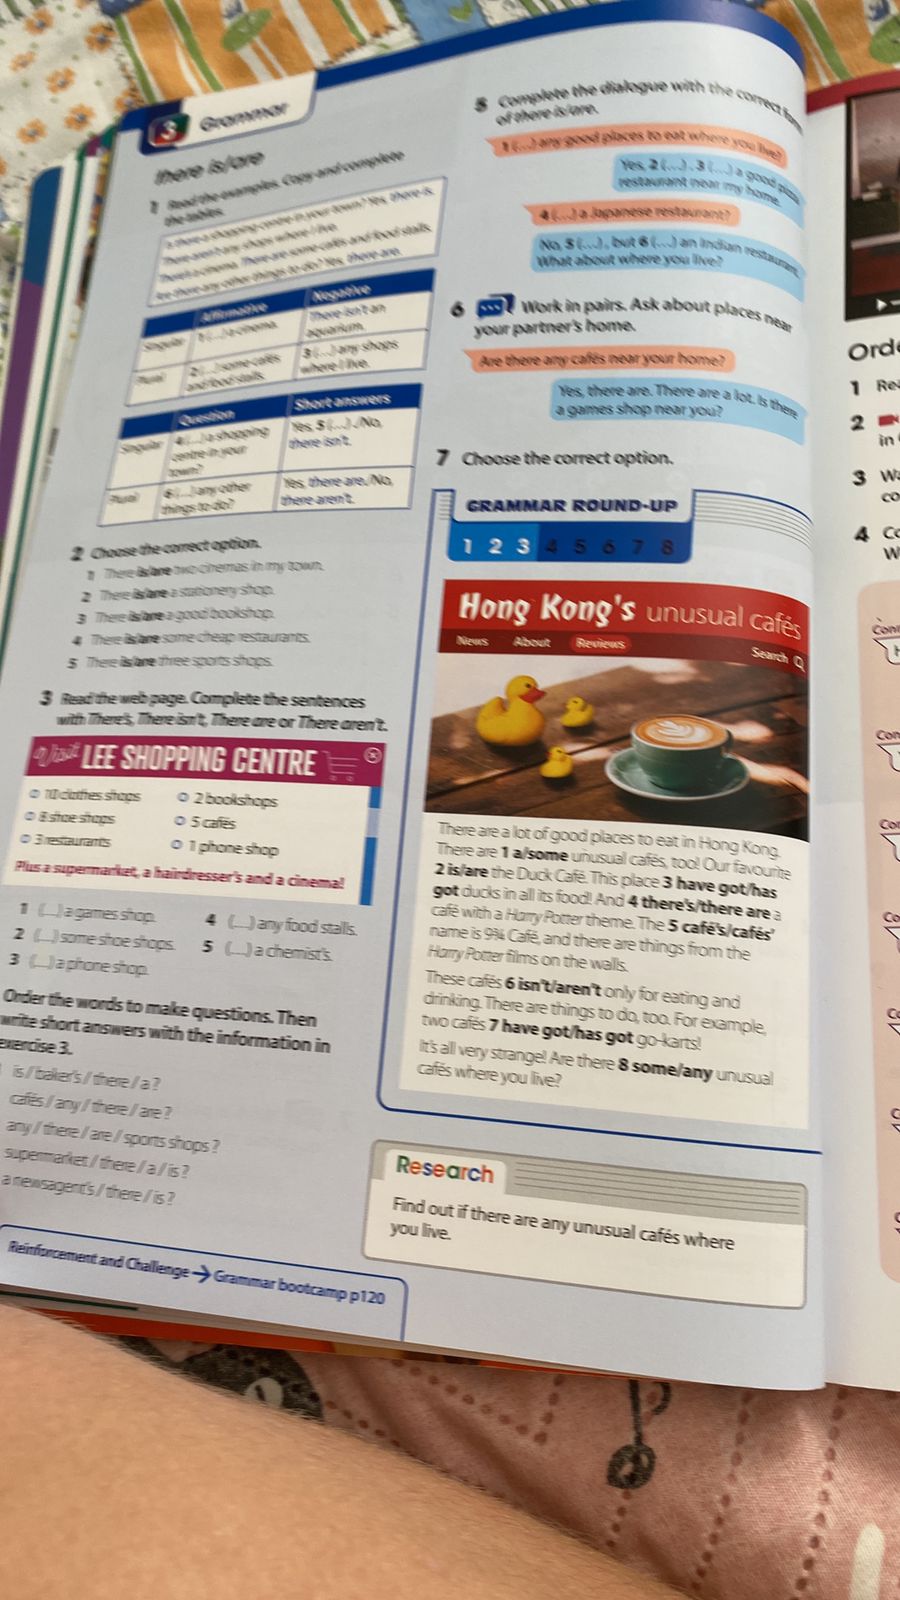 3 Grammar
there is/are
1 Read the examples. Copy and complete
the tables.
Is there a shopping centre in your town? Yes, there is.
There aren't any shops where I live.
There's a cinema. There are some cafés and food stalls.
Are there any other things to do? Yes, there are.
Affirmative Negative
Singular 1 (...) a cinema. There isn't an
aquarium.
Plural 2 (...) some cafés
and food stalls. 3 (...) any shops
where I live.
Question Short answers
Singular 4 (...) a shopping
centre in your
town? Yes, 5 (...) ./No,
there isn't.
Plural 6 (...) any other
things to do? Yes, there are./No,
there aren't.
2 Choose the correct option.
1 There is/are two cinemas in my town.
2 There is/are a stationery shop.
3 There is/are a good bookshop.
4 There is/are some cheap restaurants.
5 There is/are three sports shops.
3 Read the web page. Complete the sentences
with There's, There isn't, There are or There aren't.
Visit LEE SHOPPING CENTRE
10 clothes shops
8 shoe shops
3 restaurants
2 bookshops
5 cafés
1 phone shop
Plus a supermarket, a hairdresser's and a cinema!
1 (...) a games shop.
2 (...) some shoe shops.
3 (...) a phone shop.
4 (...) any food stalls.
5 (...) a chemist's.
Order the words to make questions. Then
write short answers with the information in
exercise 3.
is / baker's / there / a ?
cafés / any / there / are ?
any / there / are / sports shops ?
supermarket / there / a / is ?
a newsagent's / there / is ?
Reinforcement and Challenge → Grammar bootcamp p120
5 Complete the dialogue with the correct form
of there is/are.
1 (...) any good places to eat where you live?
Yes, 2 (...) . 3 (...) a good pizza
restaurant near my home.
4 (...) a Japanese restaurant?
No, 5 (...) , but 6 (...) an Indian restaurant.
What about where you live?
6 Work in pairs. Ask about places near
your partner's home.
Are there any cafés near your home?
Yes, there are. There are a lot. Is there
a games shop near you?
7 Choose the correct option.
GRAMMAR ROUND-UP
1 2 3 4 5 6 7 8
Hong Kong's unusual cafés
News About Reviews Search
There are a lot of good places to eat in Hong Kong.
There are 1 a/some unusual cafés, too! Our favourite
2 is/are the Duck Café. This place 3 have got/has
got ducks in all its food! And 4 there's/there are a
café with a Harry Potter theme. The 5 café's/cafés'
name is 9¾ Café, and there are things from the
Harry Potter films on the walls.
These cafés 6 isn't/aren't only for eating and
drinking. There are things to do, too. For example,
two cafés 7 have got/has got go-karts!
It's all very strange! Are there 8 some/any unusual
cafés where you live?
Research
Find out if there are any unusual cafés where
you live.
1
2
in
3
4